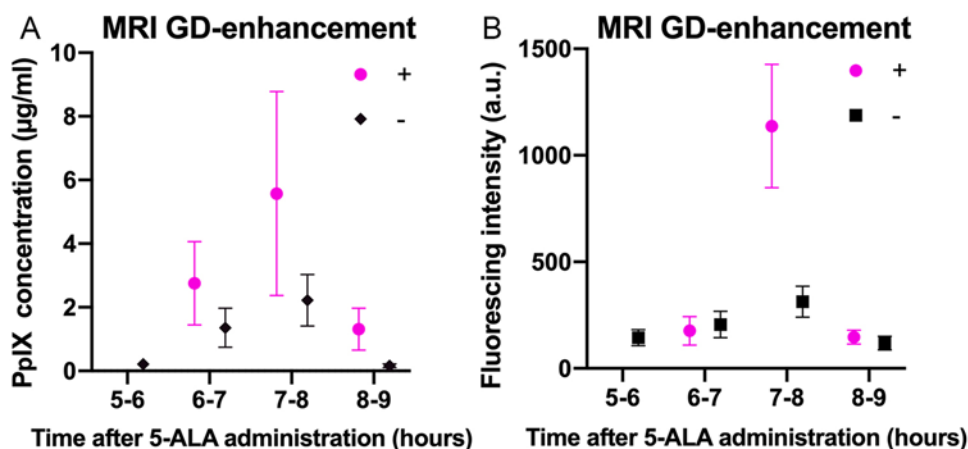 A
MRI GD-enhancement
PpIX concentration (µg/ml)
10
8
6
4
2
0
+
-
5-6
6-7
7-8
8-9
Time after 5-ALA administration (hours)
B
MRI GD-enhancement
Fluorescing intensity (a.u.)
1500
1000
500
0
+
-
5-6
6-7
7-8
8-9
Time after 5-ALA administration (hours)